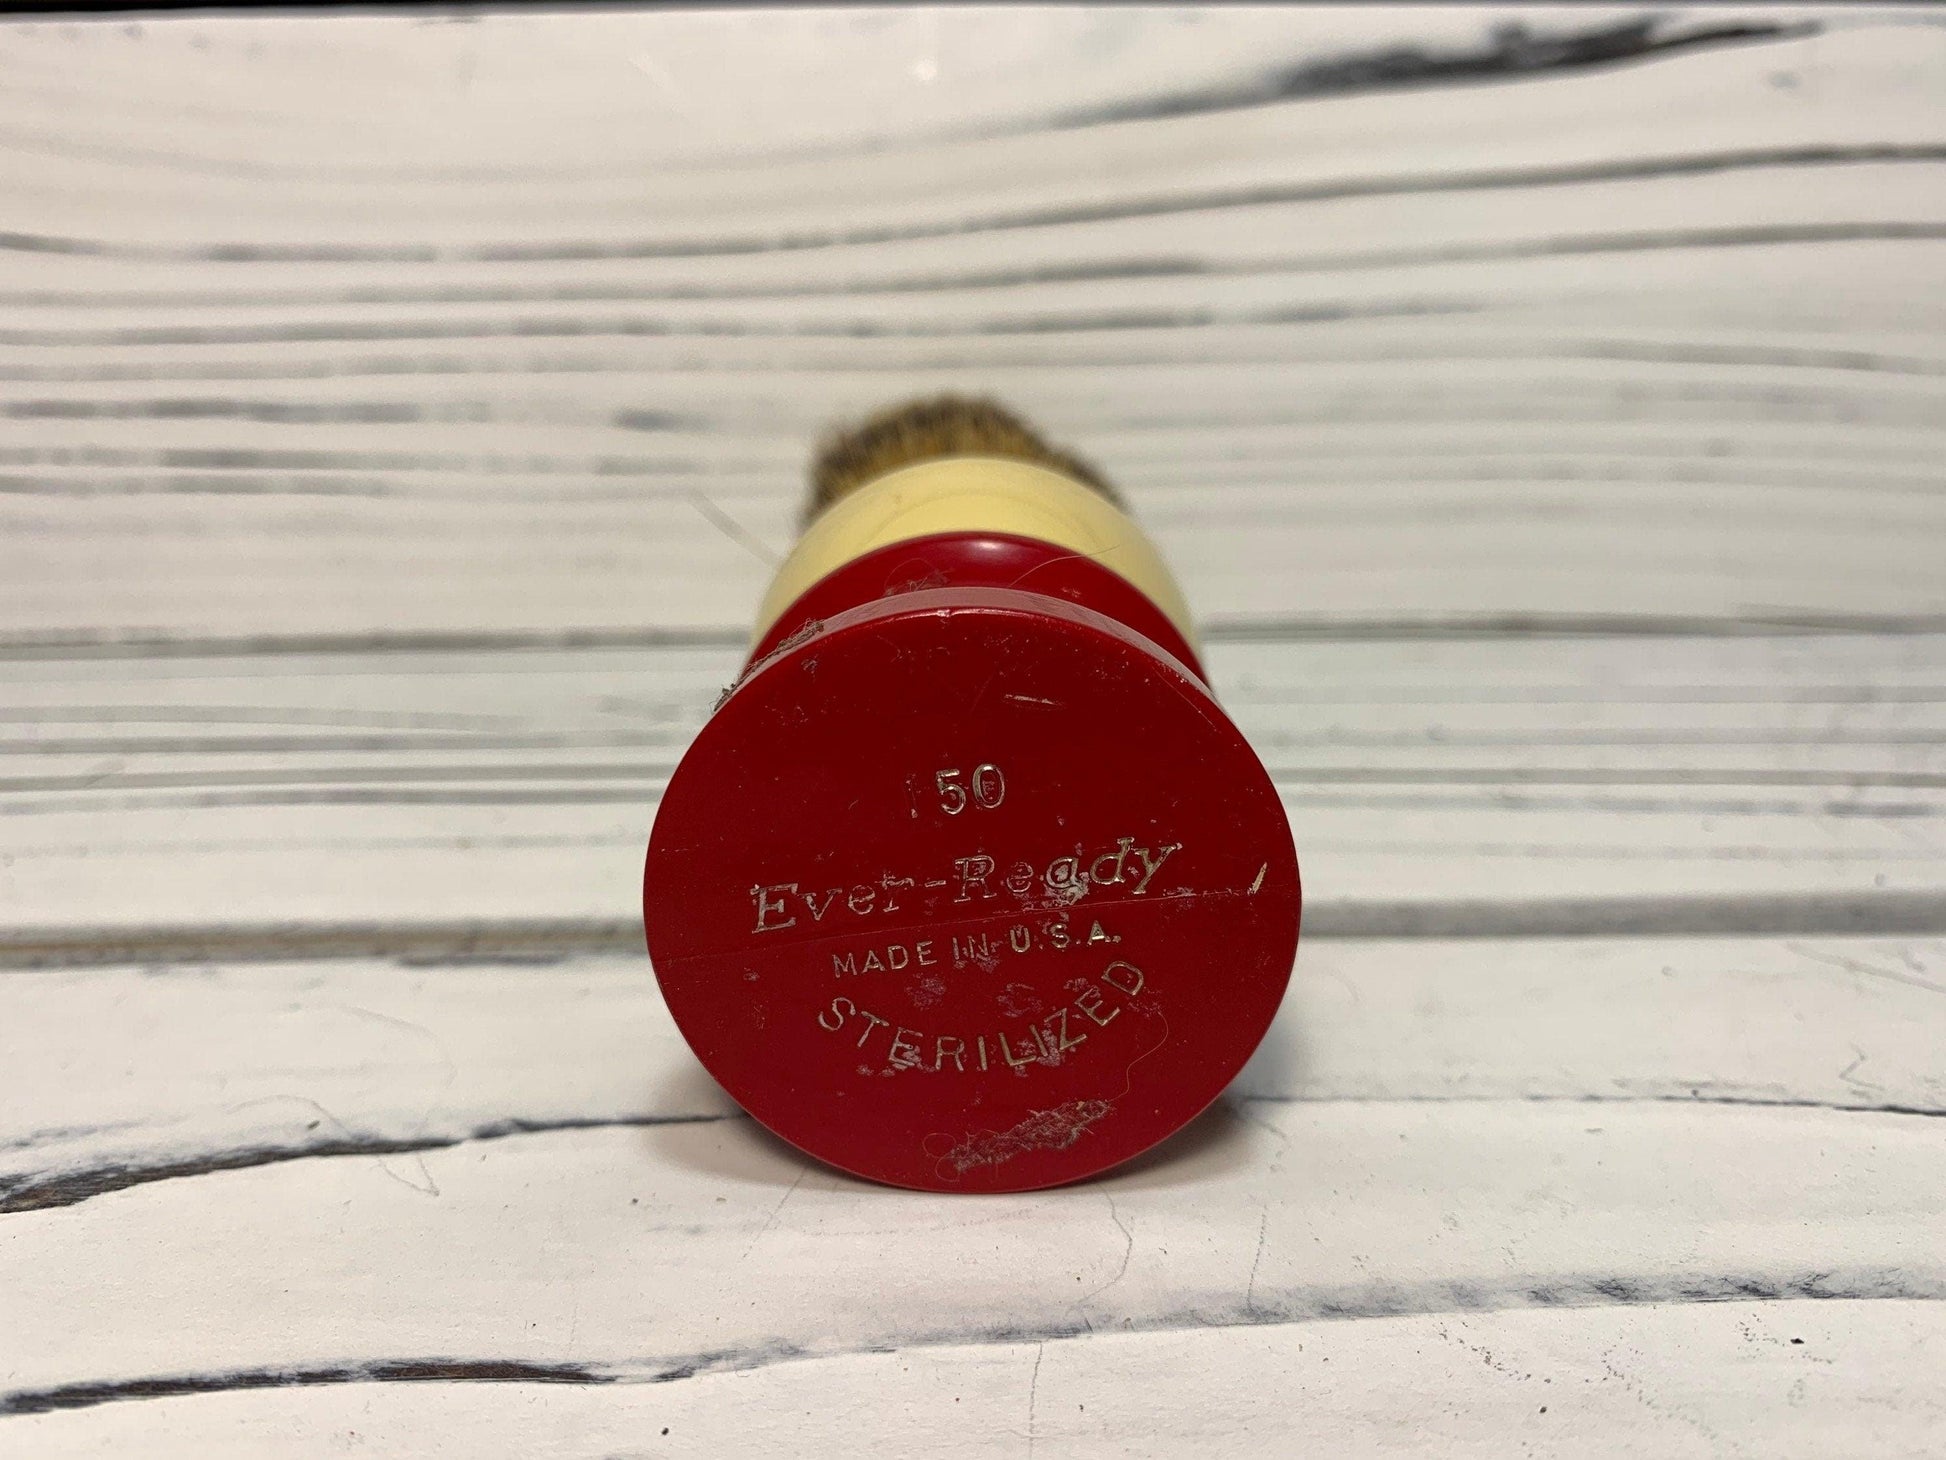 150
Ever-Ready
MADE IN U.S.A.
STERILIZED